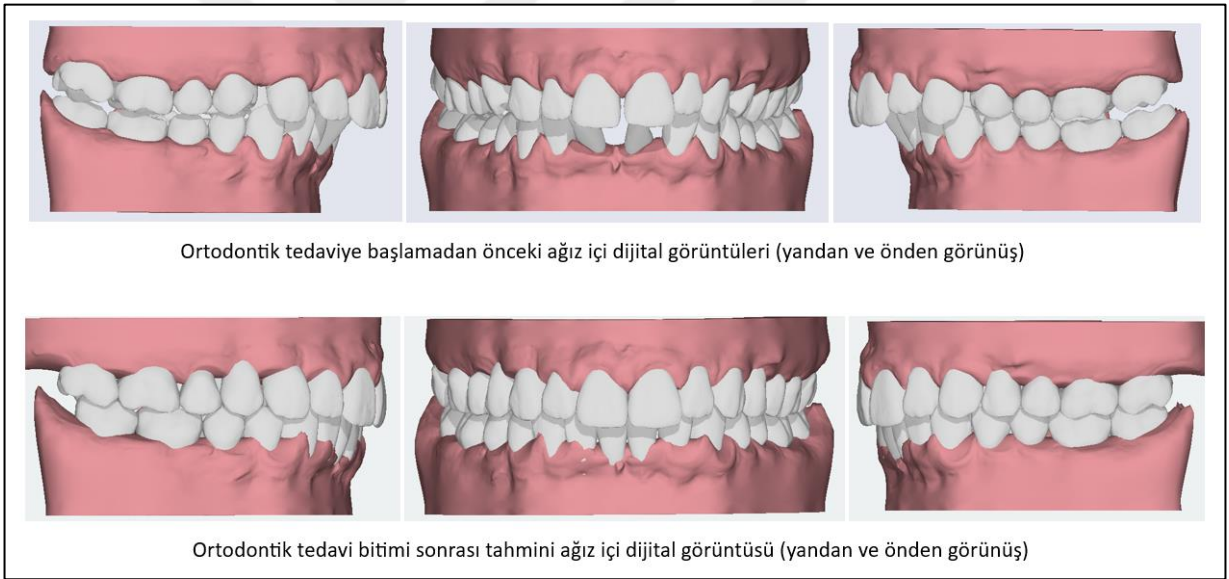 Ortodontik tedaviye başlamadan önceki ağız içi dijital görüntüleri (yandan ve önden görünüş)
Ortodontik tedavi bitimi sonrası tahmini ağız içi dijital görüntüsü (yandan ve önden görünüş)